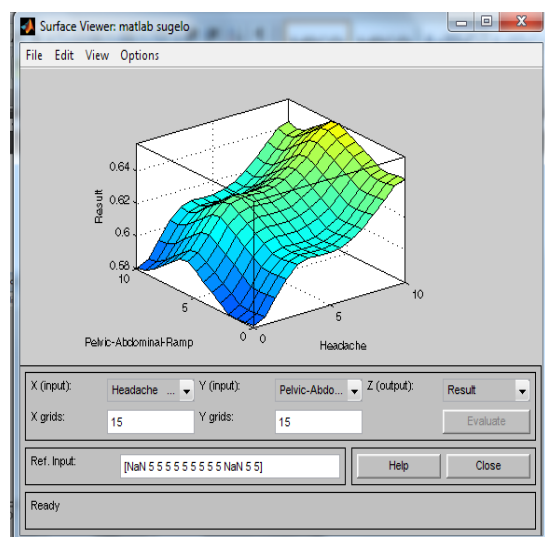 Surface Viewer: matlab sugelo
File Edit View Options
0.64
0.62
0.6
0.58
Result
10
5
0
0
5
10
Pelvic-Abdominal-Ramp
Headache
X (input): Headache ... Y (input): Pelvic-Abdo... Z (output): Result
X grids: 15 Y grids: 15 Evaluate
Ref. Input: [NaN 5 5 5 5 5 5 5 5 5 NaN 5 5] Help Close
Ready